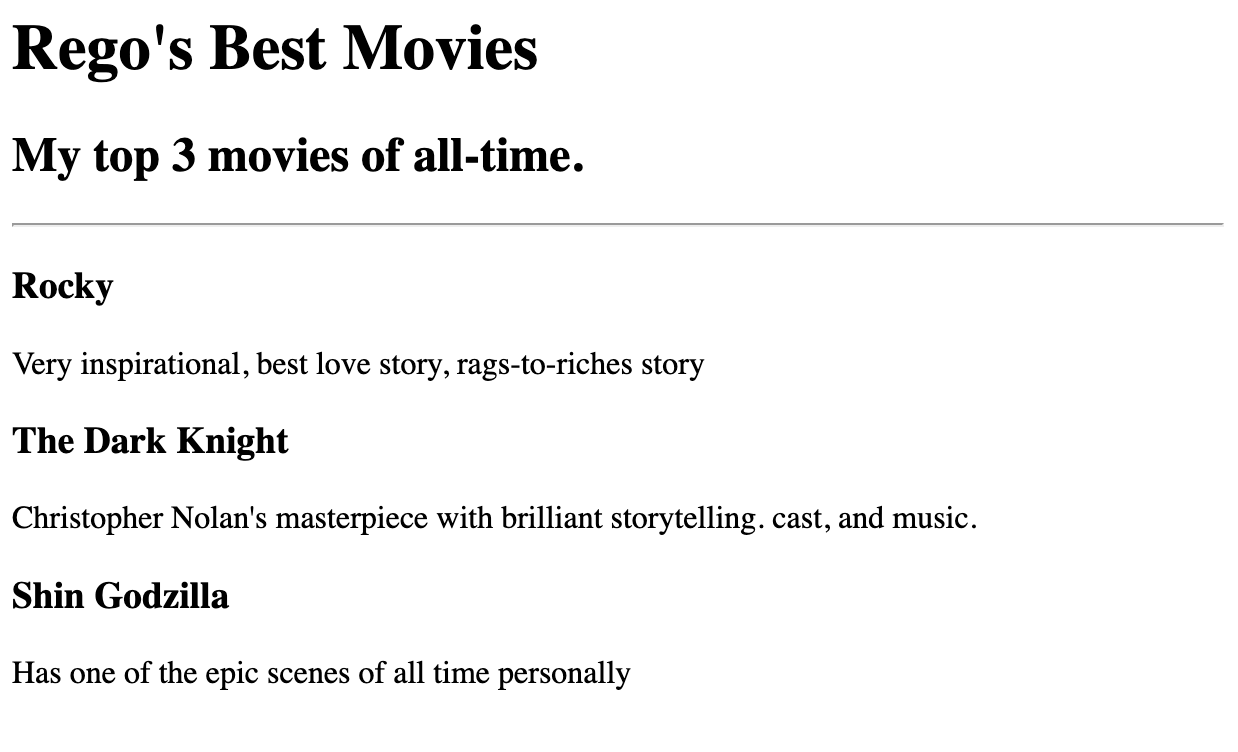 Rego's Best Movies
My top 3 movies of all-time.
Rocky
Very inspirational, best love story, rags-to-riches story
The Dark Knight
Christopher Nolan's masterpiece with brilliant storytelling. cast, and music.
Shin Godzilla
Has one of the epic scenes of all time personally